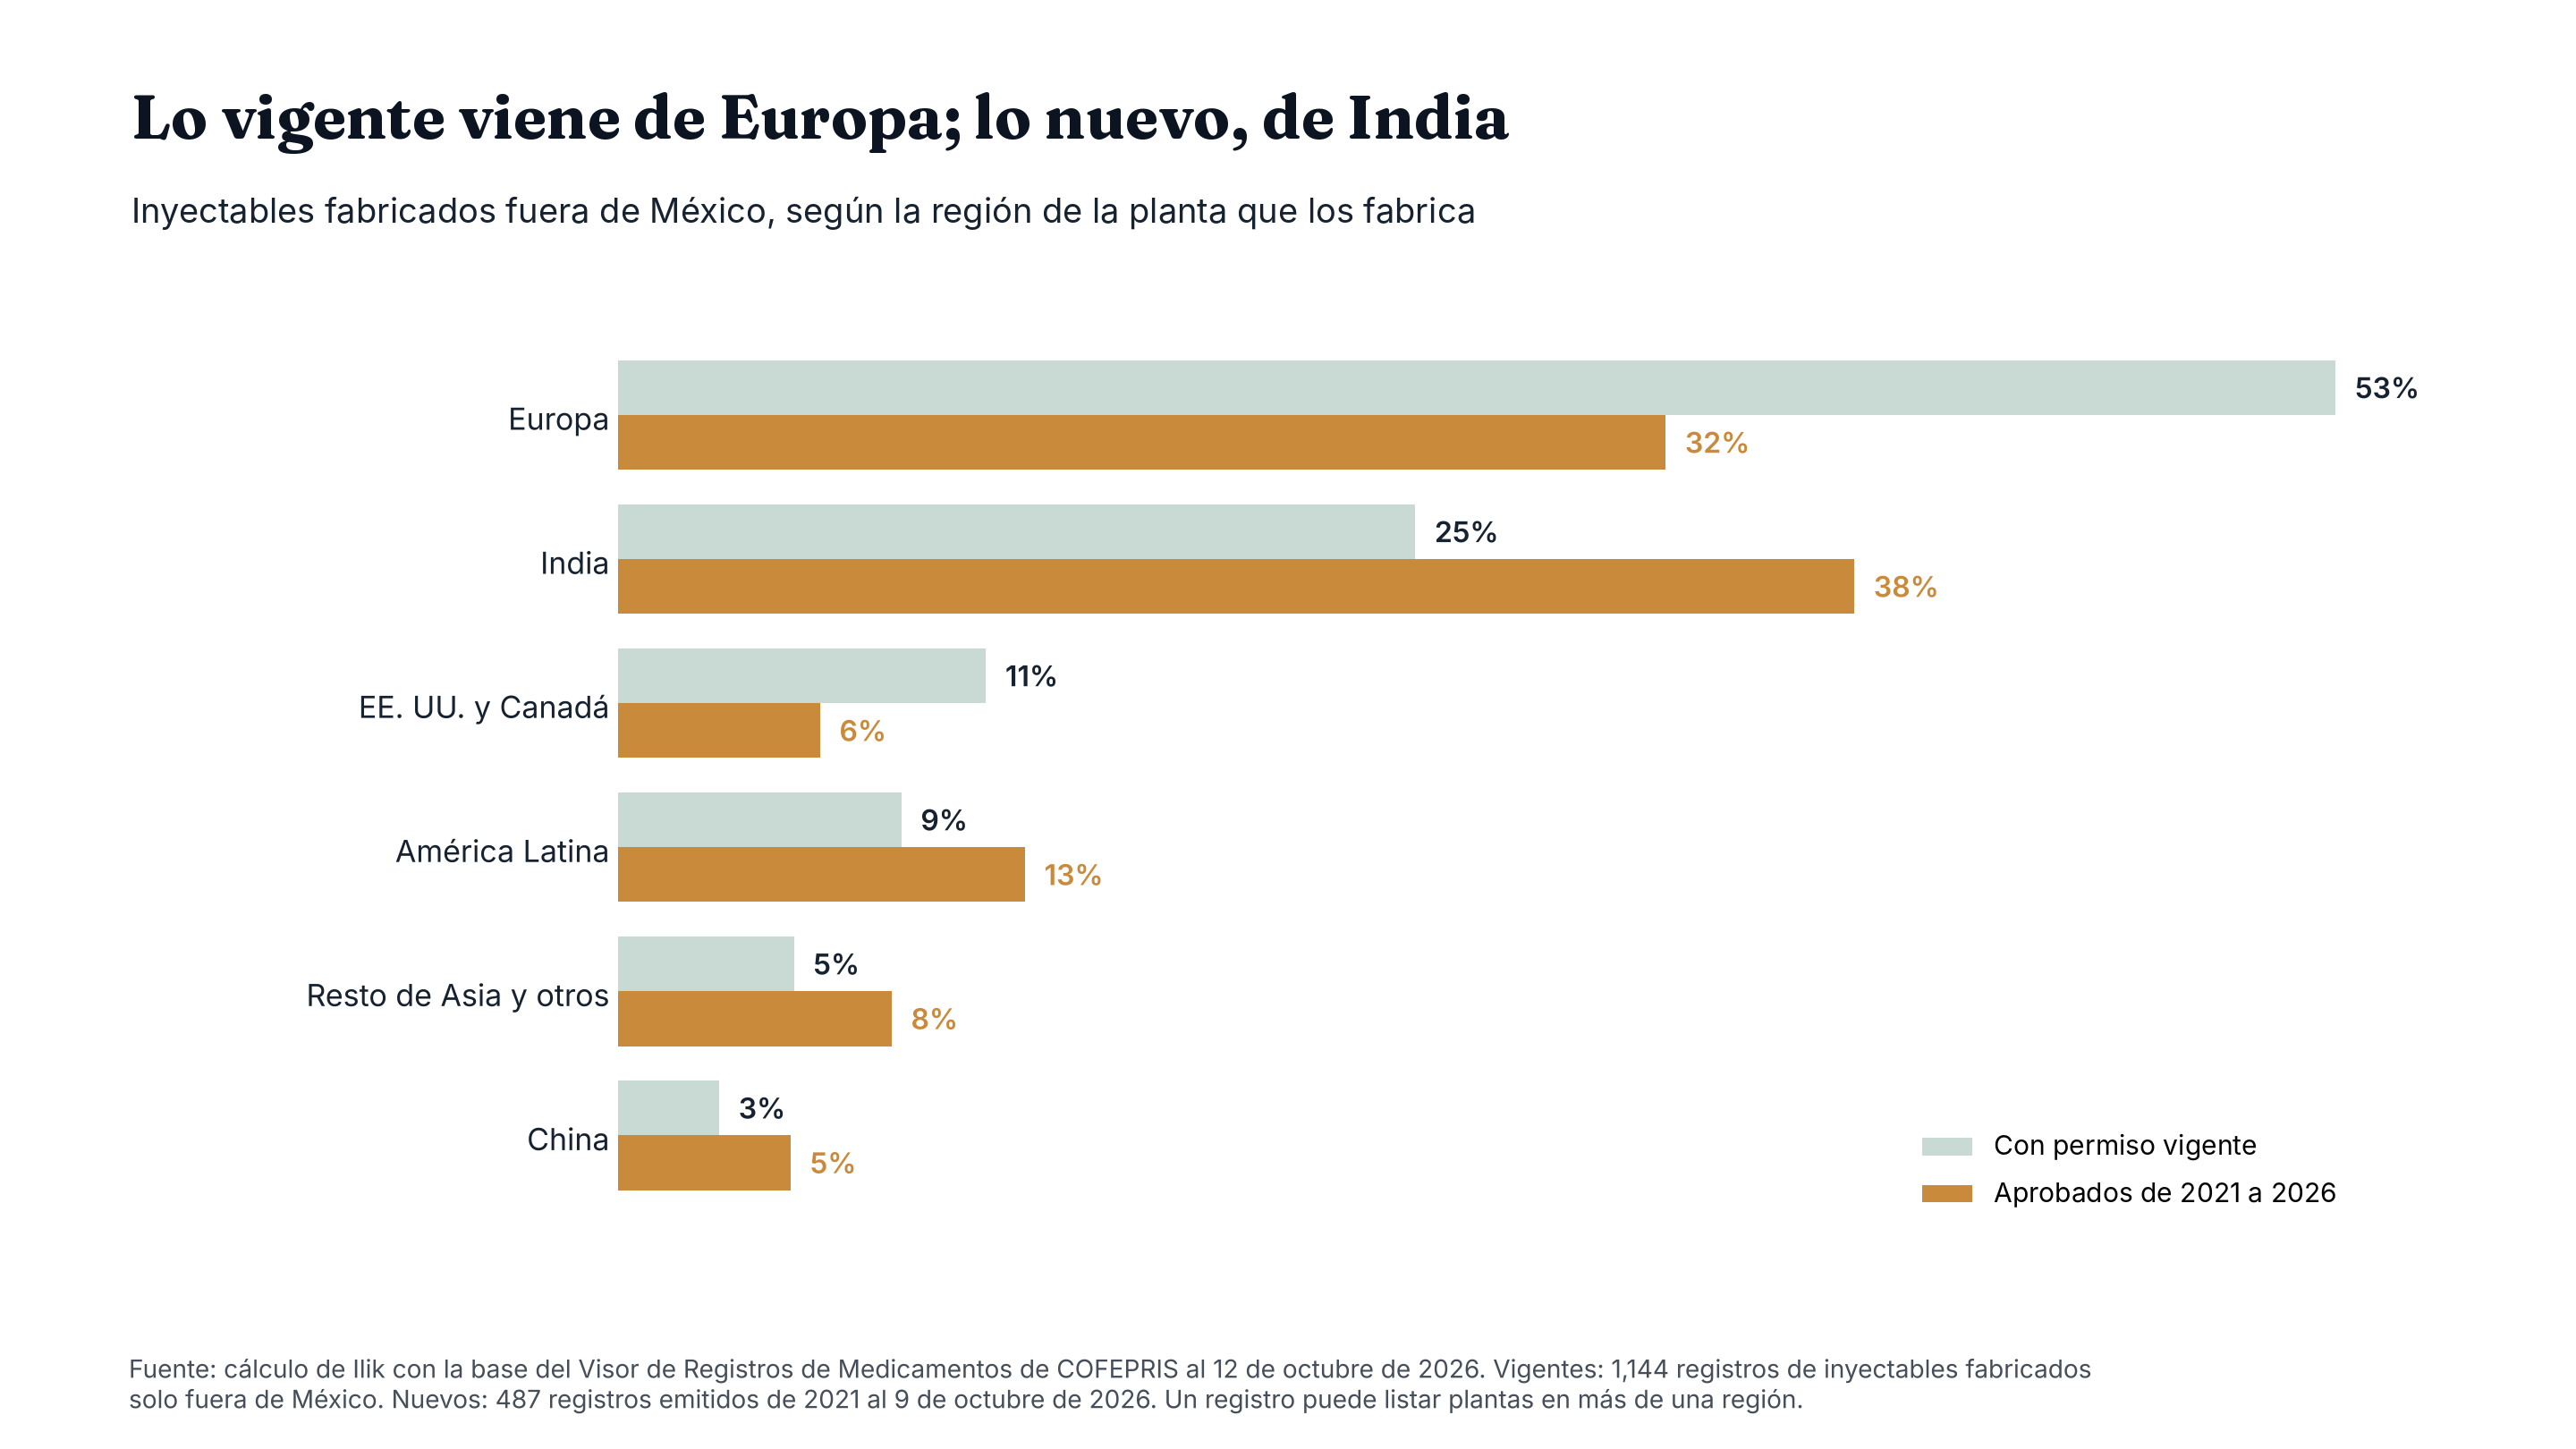 Lo vigente viene de Europa; lo nuevo, de India
Inyectables fabricados fuera de México, según la región de la planta que los fabrica
Europa
53%
32%
India
25%
38%
EE. UU. y Canadá
11%
6%
América Latina
9%
13%
Resto de Asia y otros
5%
8%
China
3%
5%
Con permiso vigente
Aprobados de 2021 a 2026
Fuente: cálculo de Ilik con la base del Visor de Registros de Medicamentos de COFEPRIS al 12 de octubre de 2026. Vigentes: 1,144 registros de inyectables fabricados
solo fuera de México. Nuevos: 487 registros emitidos de 2021 al 9 de octubre de 2026. Un registro puede listar plantas en más de una región.